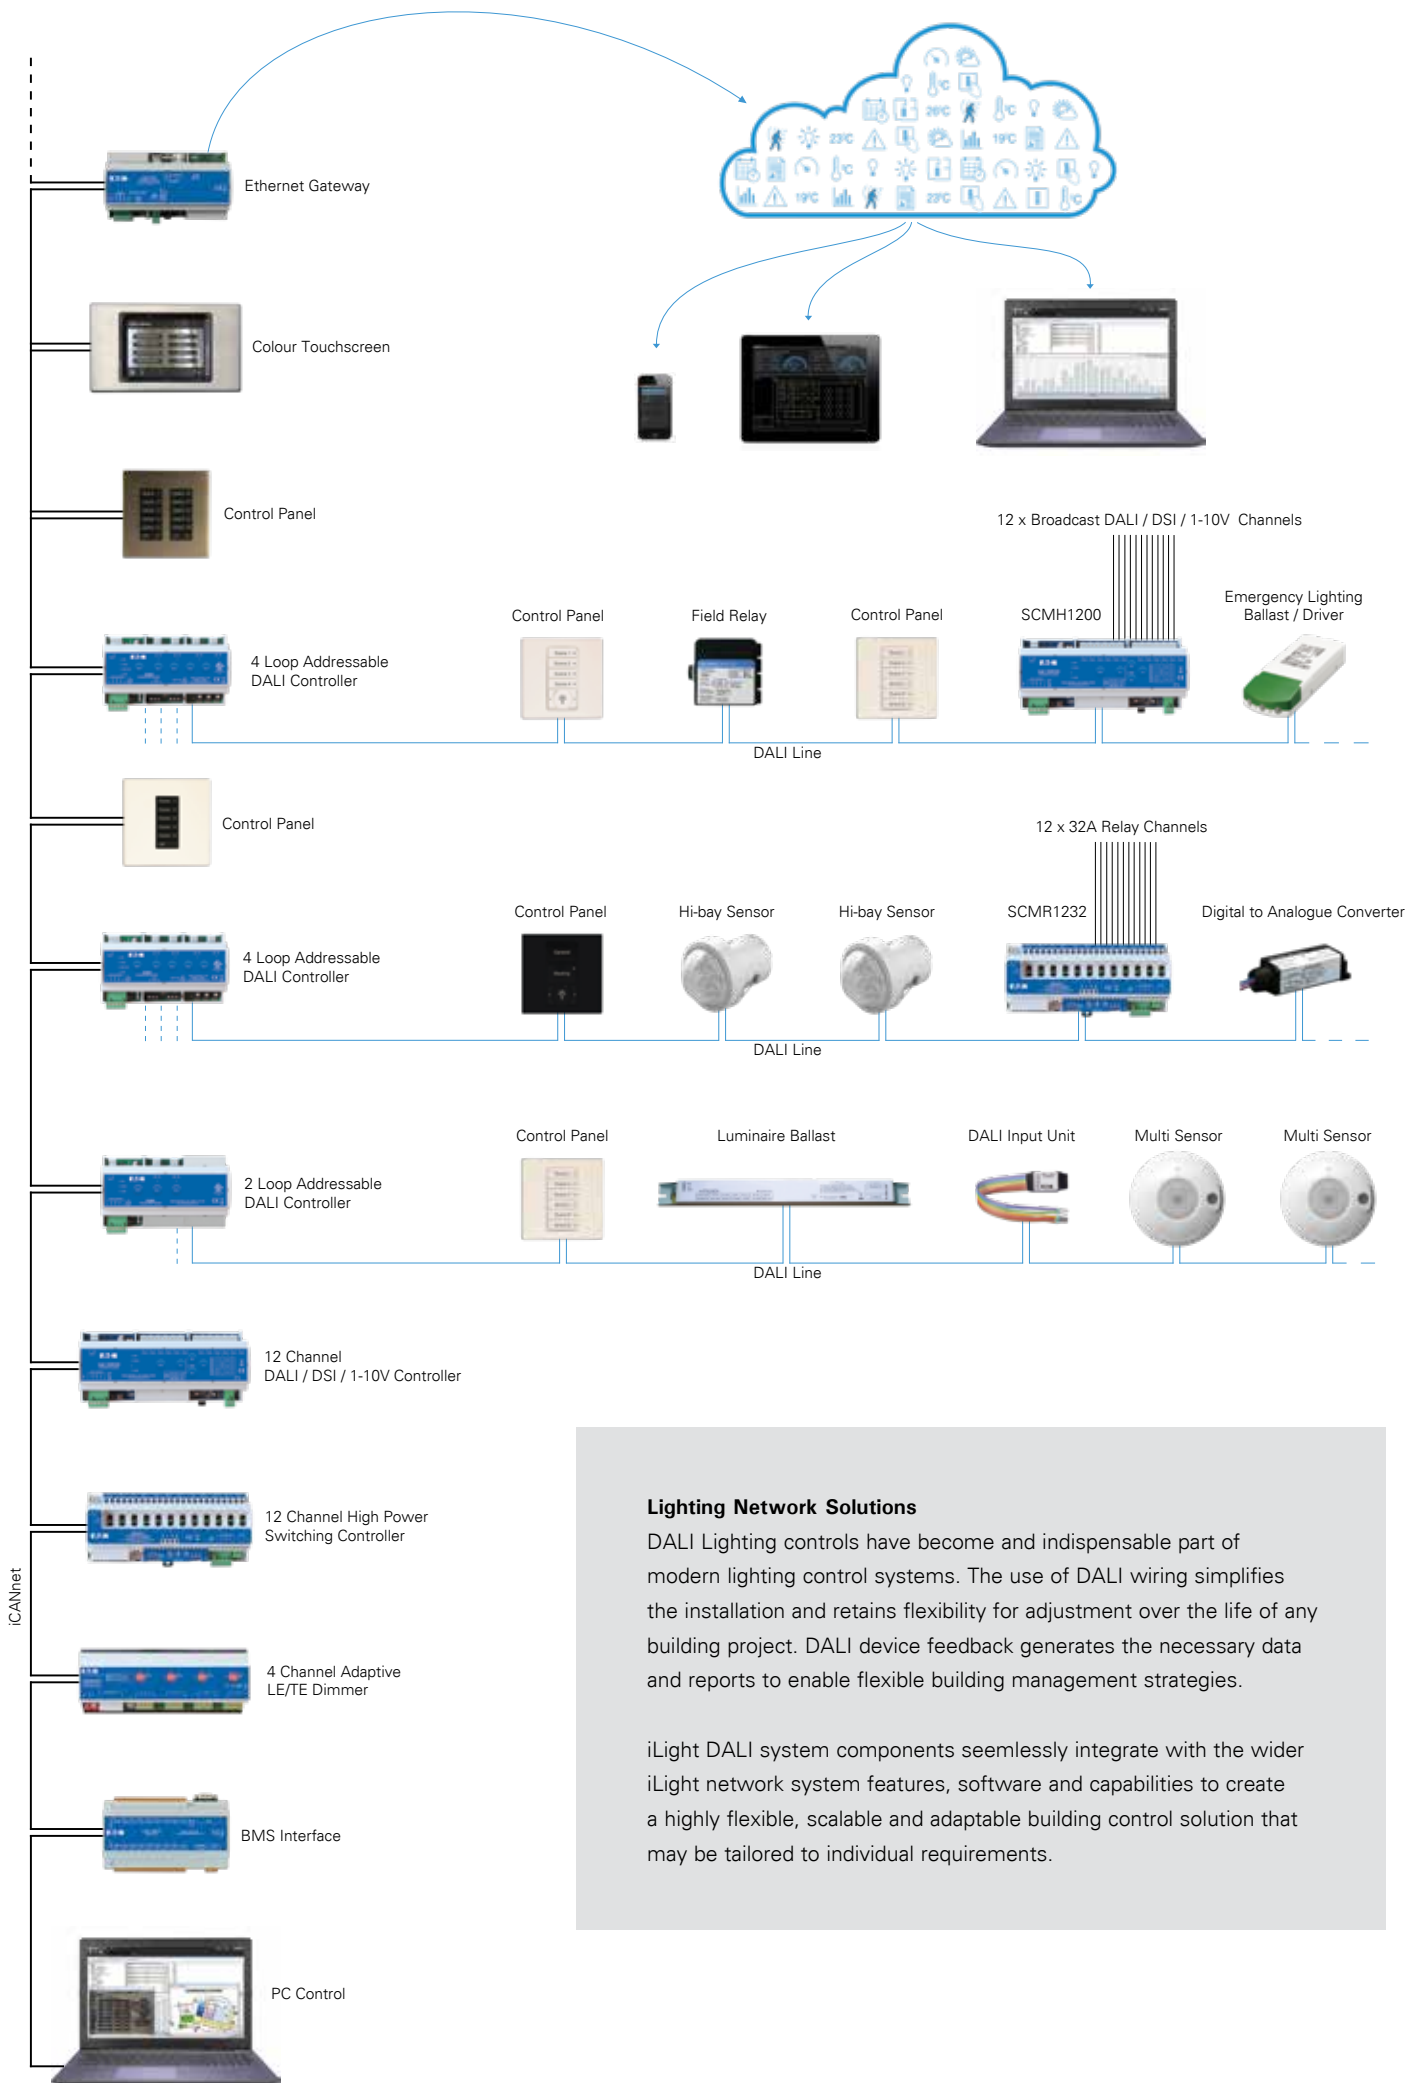 Ethernet Gateway
26ºC
23ºC
19ºC
19ºC
23ºC
Colour Touchscreen
Control Panel
12 x Broadcast DALI / DSI / 1-10V Channels
4 Loop Addressable
DALI Controller
Control Panel
Field Relay
Control Panel
SCMH1200
Emergency Lighting
Ballast / Driver
DALI Line
Control Panel
12 x 32A Relay Channels
4 Loop Addressable
DALI Controller
Control Panel
Hi-bay Sensor
Hi-bay Sensor
SCMR1232
Digital to Analogue Converter
DALI Line
2 Loop Addressable
DALI Controller
Control Panel
Luminaire Ballast
DALI Input Unit
Multi Sensor
Multi Sensor
DALI Line
12 Channel
DALI / DSI / 1-10V Controller
12 Channel High Power
Switching Controller
iCANnet
4 Channel Adaptive
LE/TE Dimmer
BMS Interface
PC Control
Lighting Network Solutions
DALI Lighting controls have become and indispensable part of
modern lighting control systems. The use of DALI wiring simplifies
the installation and retains flexibility for adjustment over the life of any
building project. DALI device feedback generates the necessary data
and reports to enable flexible building management strategies.
iLight DALI system components seemlessly integrate with the wider
iLight network system features, software and capabilities to create
a highly flexible, scalable and adaptable building control solution that
may be tailored to individual requirements.